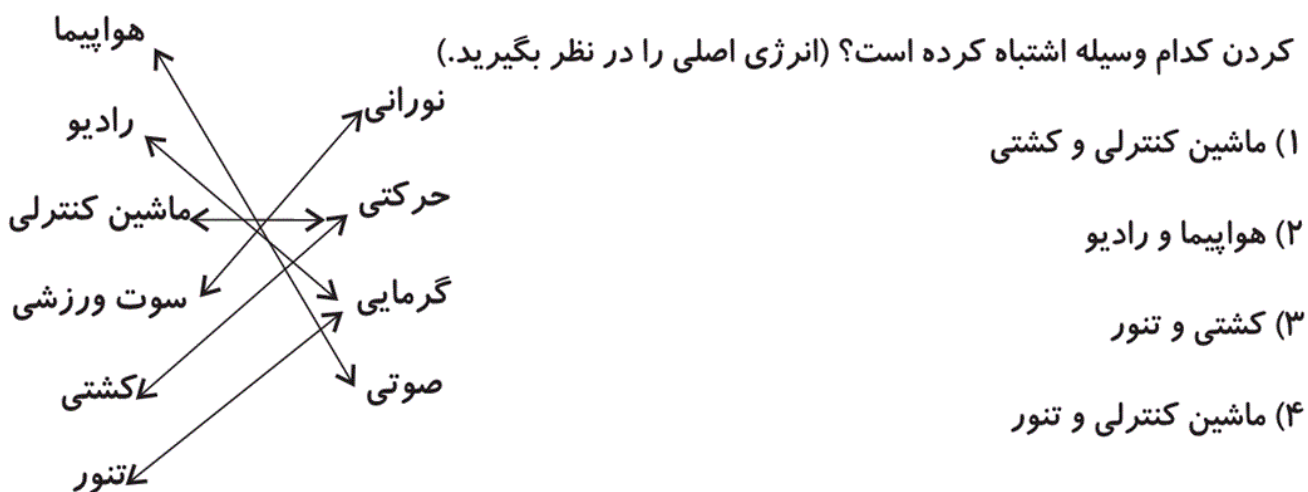 کردن کدام وسیله اشتباه کرده است؟ (انرژی اصلی را در نظر بگیرید.)
۱) ماشین کنترلی و کشتی
۲) هواپیما و رادیو
۳) کشتی و تنور
۴) ماشین کنترلی و تنور
نورانی
حرکتی
گرمایی
صوتی
هواپیما
رادیو
ماشین کنترلی
سوت ورزشی
کشتی
تنور